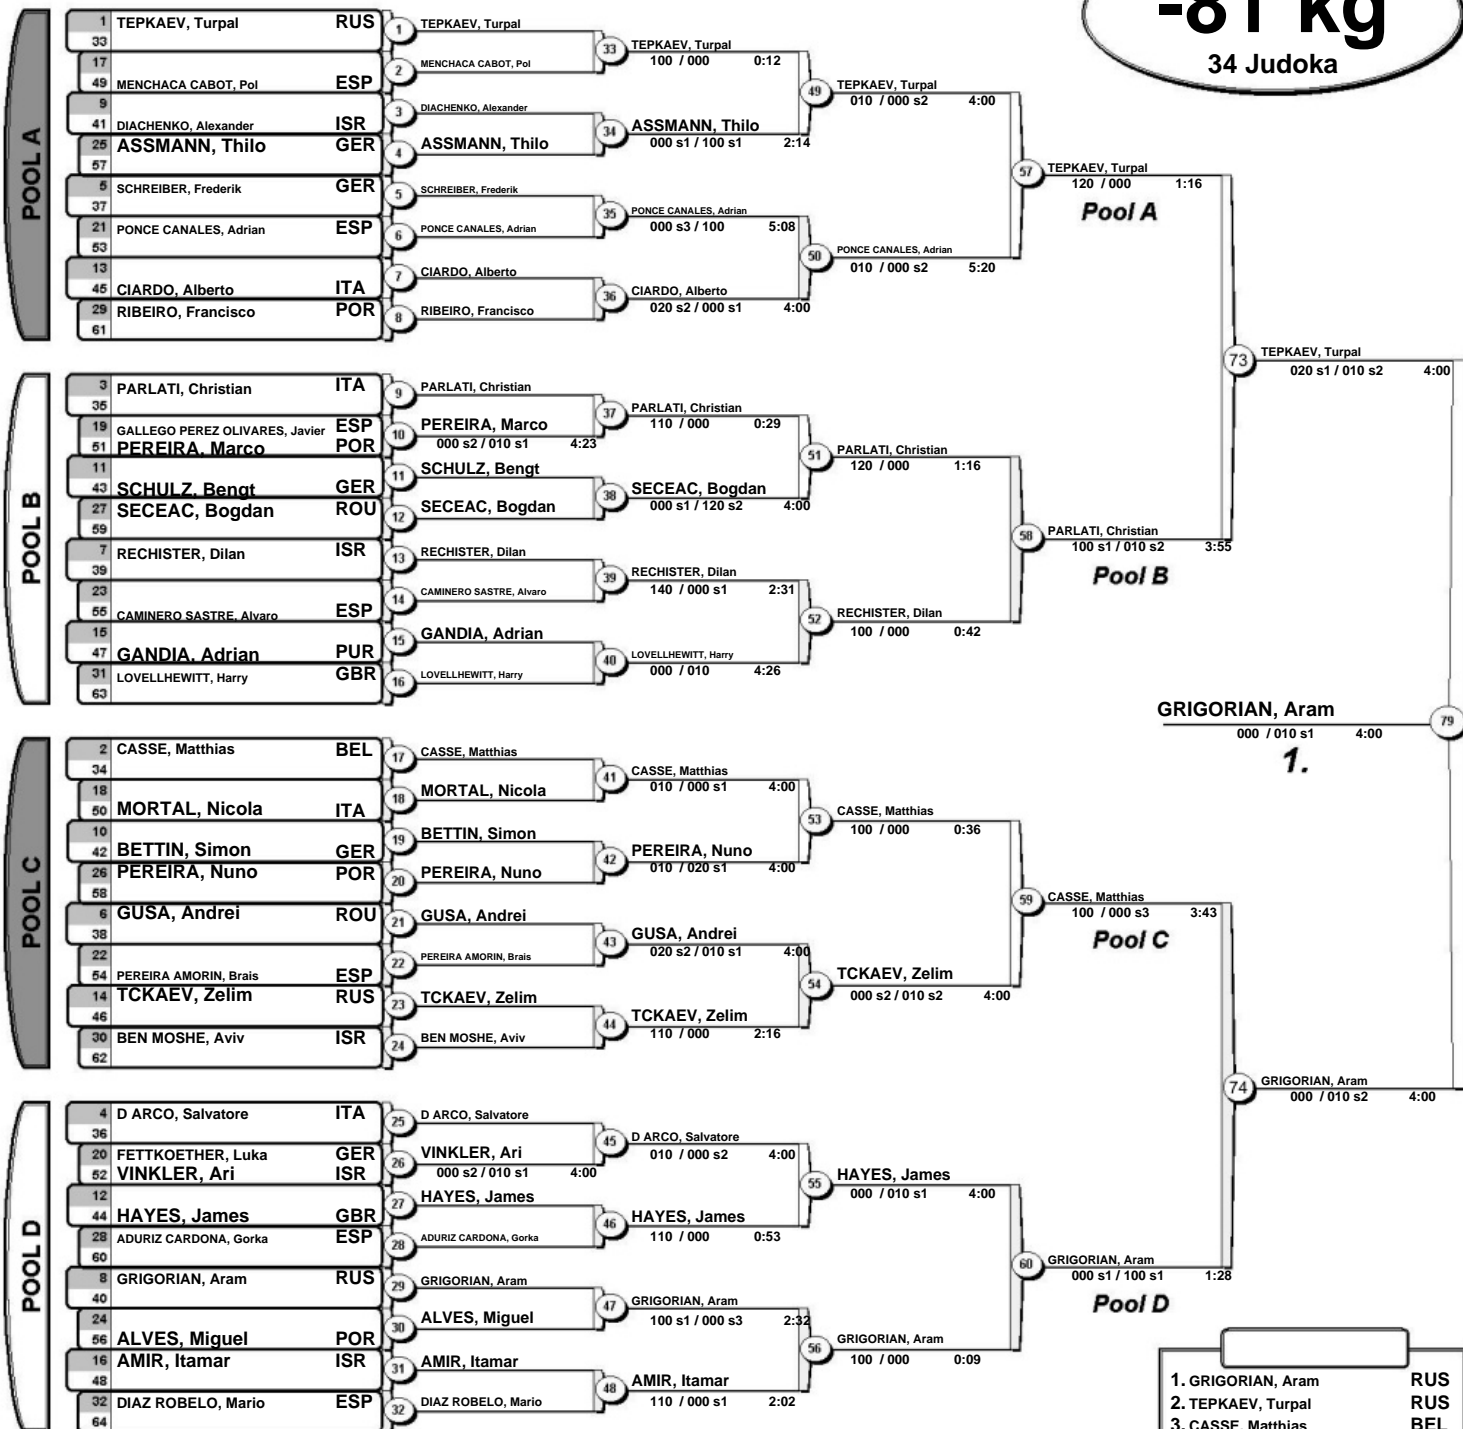 -81 kg
34 Judoka
POOL A
1 TEPKAEV, Turpal RUS
33
17
49 MENCHACA CABOT, Pol ESP
9
41 DIACHENKO, Alexander ISR
25 ASSMANN, Thilo GER
57
5 SCHREIBER, Frederik GER
37
21 PONCE CANALES, Adrian ESP
53
13
45 CIARDO, Alberto ITA
29 RIBEIRO, Francisco POR
61
1 TEPKAEV, Turpal
2 MENCHACA CABOT, Pol
3 DIACHENKO, Alexander
4 ASSMANN, Thilo
5 SCHREIBER, Frederik
6 PONCE CANALES, Adrian
7 CIARDO, Alberto
8 RIBEIRO, Francisco
33 TEPKAEV, Turpal
100 / 000 0:12
34 ASSMANN, Thilo
000 s1 / 100 s1 2:14
35 PONCE CANALES, Adrian
000 s3 / 100 5:08
36 CIARDO, Alberto
020 s2 / 000 s1 4:00
49 TEPKAEV, Turpal
010 / 000 s2 4:00
50 PONCE CANALES, Adrian
010 / 000 s2 5:20
57 TEPKAEV, Turpal
120 / 000 1:16
Pool A
POOL B
3 PARLATI, Christian ITA
35
19 GALLEGO PEREZ OLIVARES, Javier ESP
51 PEREIRA, Marco POR
11
43 SCHULZ, Bengt GER
27 SECEAC, Bogdan ROU
59
7 RECHISTER, Dilan ISR
39
23
55 CAMINERO SASTRE, Alvaro ESP
15
47 GANDIA, Adrian PUR
31 LOVELLHEWITT, Harry GBR
63
9 PARLATI, Christian
10 PEREIRA, Marco
000 s2 / 010 s1 4:23
11 SCHULZ, Bengt
12 SECEAC, Bogdan
13 RECHISTER, Dilan
14 CAMINERO SASTRE, Alvaro
15 GANDIA, Adrian
16 LOVELLHEWITT, Harry
37 PARLATI, Christian
110 / 000 0:29
38 SECEAC, Bogdan
000 s1 / 120 s2 4:00
39 RECHISTER, Dilan
140 / 000 s1 2:31
40 LOVELLHEWITT, Harry
000 / 010 4:26
51 PARLATI, Christian
120 / 000 1:16
52 RECHISTER, Dilan
100 / 000 0:42
58 PARLATI, Christian
100 s1 / 010 s2 3:55
Pool B
73 TEPKAEV, Turpal
020 s1 / 010 s2 4:00
GRIGORIAN, Aram 79
000 / 010 s1 4:00
1.
POOL C
2 CASSE, Matthias BEL
34
18
50 MORTAL, Nicola ITA
10
42 BETTIN, Simon GER
26 PEREIRA, Nuno POR
58
6 GUSA, Andrei ROU
38
22
54 PEREIRA AMORIN, Brais ESP
14 TCKAEV, Zelim RUS
46
30 BEN MOSHE, Aviv ISR
62
17 CASSE, Matthias
18 MORTAL, Nicola
19 BETTIN, Simon
20 PEREIRA, Nuno
21 GUSA, Andrei
22 PEREIRA AMORIN, Brais
23 TCKAEV, Zelim
24 BEN MOSHE, Aviv
41 CASSE, Matthias
010 / 000 s1 4:00
42 PEREIRA, Nuno
010 / 020 s1 4:00
43 GUSA, Andrei
020 s2 / 010 s1 4:00
44 TCKAEV, Zelim
110 / 000 2:16
53 CASSE, Matthias
100 / 000 0:36
54 TCKAEV, Zelim
000 s2 / 010 s2 4:00
59 CASSE, Matthias
100 / 000 s3 3:43
Pool C
POOL D
4 D ARCO, Salvatore ITA
36
20 FETTKOETHER, Luka GER
52 VINKLER, Ari ISR
12
44 HAYES, James GBR
28 ADURIZ CARDONA, Gorka ESP
60
8 GRIGORIAN, Aram RUS
40
24
56 ALVES, Miguel POR
16 AMIR, Itamar ISR
48
32 DIAZ ROBELO, Mario ESP
64
25 D ARCO, Salvatore
26 VINKLER, Ari
000 s2 / 010 s1 4:00
27 HAYES, James
28 ADURIZ CARDONA, Gorka
29 GRIGORIAN, Aram
30 ALVES, Miguel
31 AMIR, Itamar
32 DIAZ ROBELO, Mario
45 D ARCO, Salvatore
010 / 000 s2 4:00
46 HAYES, James
110 / 000 0:53
47 GRIGORIAN, Aram
100 s1 / 000 s3 2:32
48 AMIR, Itamar
110 / 000 s1 2:02
55 HAYES, James
000 / 010 s1 4:00
56 GRIGORIAN, Aram
100 / 000 0:09
60 GRIGORIAN, Aram
000 s1 / 100 s1 1:28
Pool D
74 GRIGORIAN, Aram
000 / 010 s2 4:00
1. GRIGORIAN, Aram RUS
2. TEPKAEV, Turpal RUS
3. CASSE, Matthias BEL